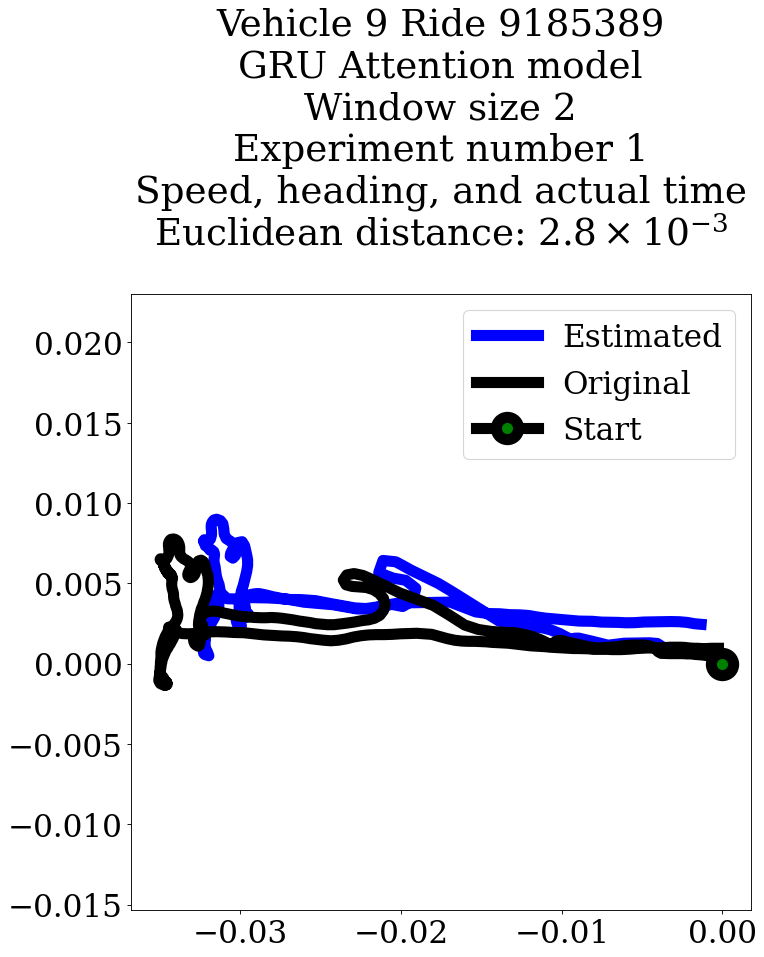 Vehicle 9 Ride 9185389
GRU Attention model
Window size 2
Experiment number 1
Speed, heading, and actual time
Euclidean distance: 2.8 × 10⁻³
Estimated
Original
Start
0.020
0.015
0.010
0.005
0.000
−0.005
−0.010
−0.015
−0.03
−0.02
−0.01
0.00